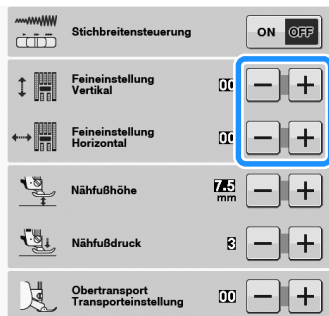 Stichbreitensteuerung
ON OFF
Feineinstellung
Vertikal
00
Feineinstellung
Horizontal
00
Nähfußhöhe
7.5
mm
Nähfußdruck
3
Obertransport
Transporteinstellung
00